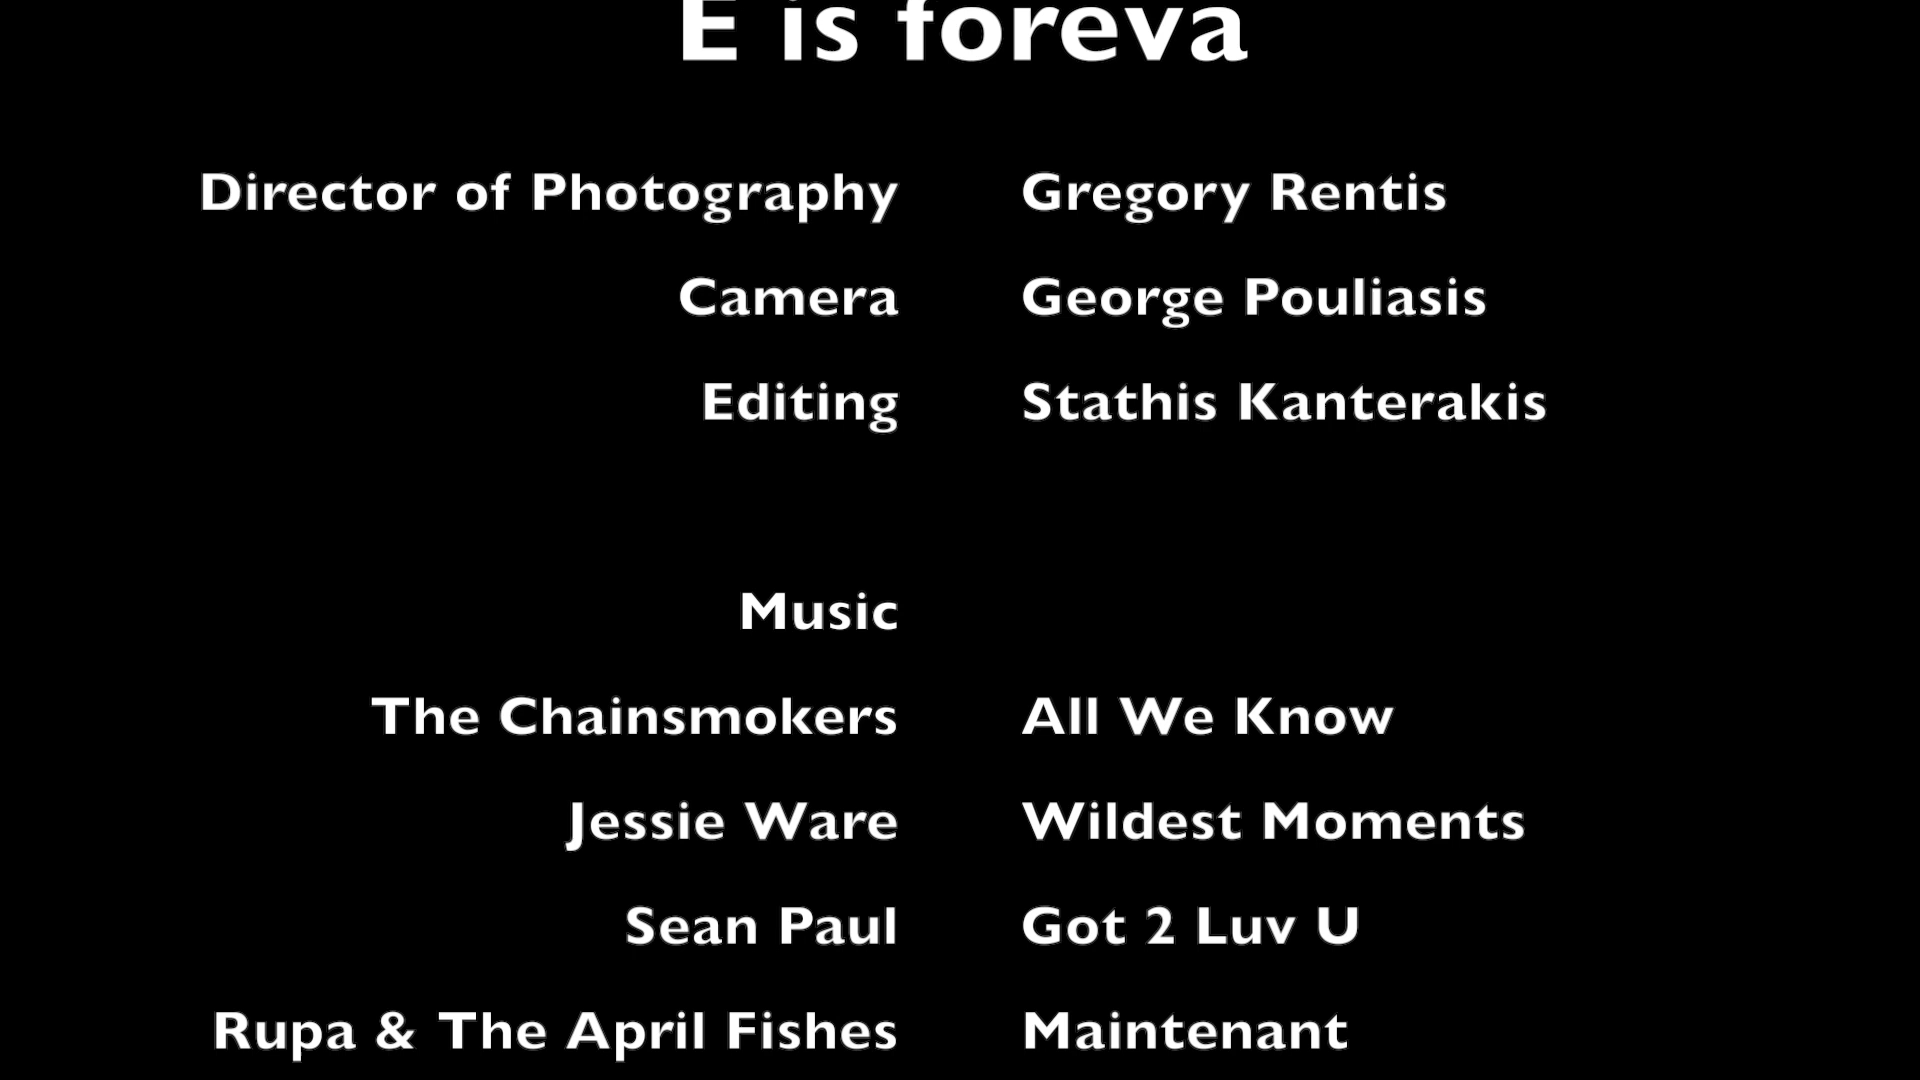 E is foreva
Director of Photography Gregory Rentis
Camera George Pouliasis
Editing Stathis Kanterakis
Music
The Chainsmokers All We Know
Jessie Ware Wildest Moments
Sean Paul Got 2 Luv U
Rupa & The April Fishes Maintenant